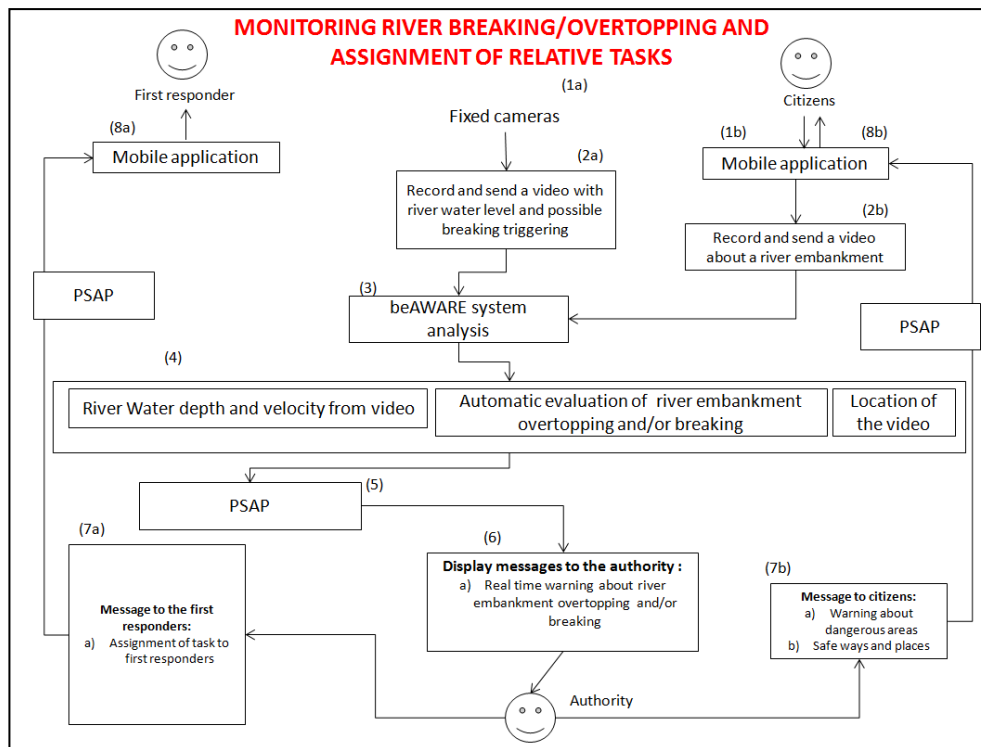 MONITORING RIVER BREAKING/OVERTOPPING AND
ASSIGNMENT OF RELATIVE TASKS
First responder
(8a)
Mobile application
(1a)
Fixed cameras
(2a)
Record and send a video with
river water level and possible
breaking triggering
Citizens
(1b)
(8b)
Mobile application
(2b)
Record and send a video
about a river embankment
PSAP
(3)
beAWARE system
analysis
PSAP
(4)
River Water depth and velocity from video
Automatic evaluation of river embankment
overtopping and/or breaking
Location of
the video
(5)
PSAP
(6)
Display messages to the authority :
a) Real time warning about river
embankment overtopping and/or
breaking
(7a)
Message to the first
responders:
a) Assignment of task to
first responders
(7b)
Message to citizens:
a) Warning about
dangerous areas
b) Safe ways and places
Authority